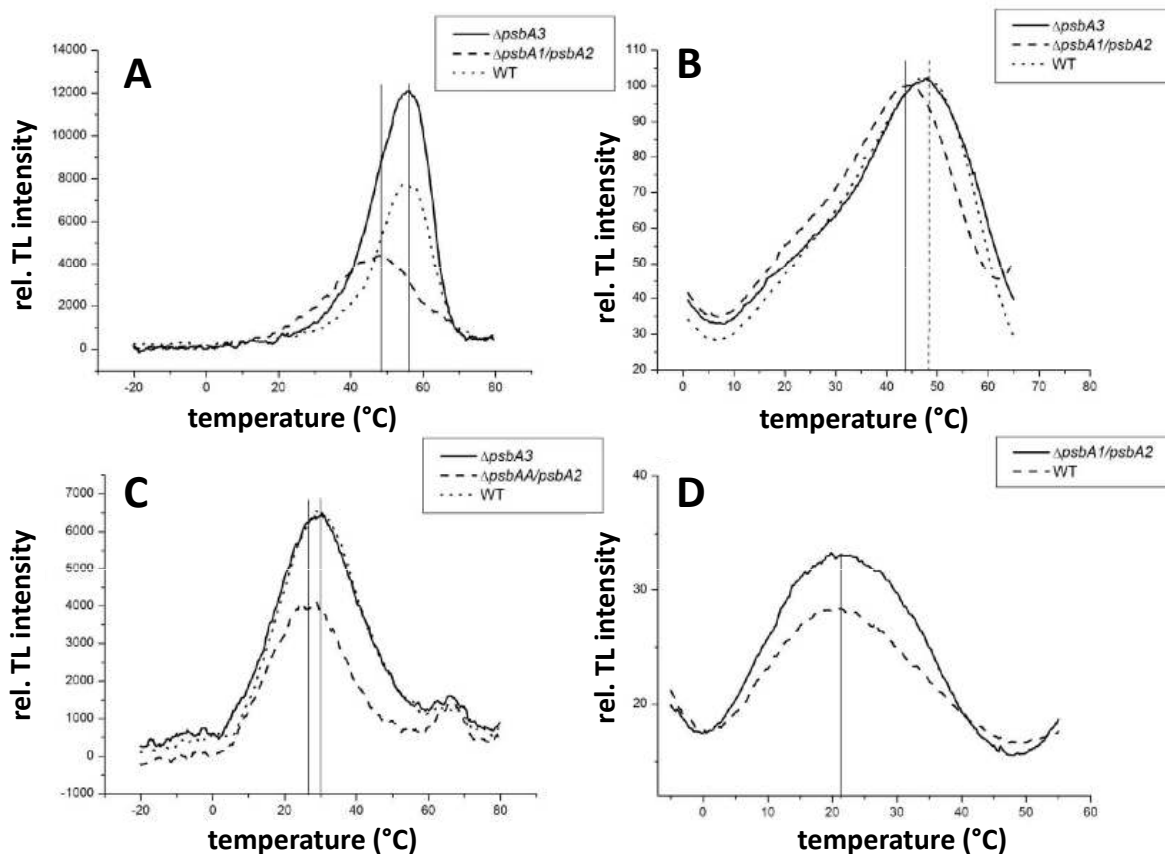 A
ΔpsbA3
ΔpsbA1/psbA2
WT
rel. TL intensity
14000
12000
10000
8000
6000
4000
2000
0
-20
0
20
40
60
80
temperature (°C)
B
ΔpsbA3
ΔpsbA1/psbA2
WT
rel. TL intensity
110
100
90
80
70
60
50
40
30
20
0
10
20
30
40
50
60
70
80
temperature (°C)
C
ΔpsbA3
ΔpsbAA/psbA2
WT
rel. TL intensity
7000
6000
5000
4000
3000
2000
1000
0
-1000
-20
0
20
40
60
80
temperature (°C)
D
ΔpsbA1/psbA2
WT
rel. TL intensity
40
30
20
0
10
20
30
40
50
60
temperature (°C)